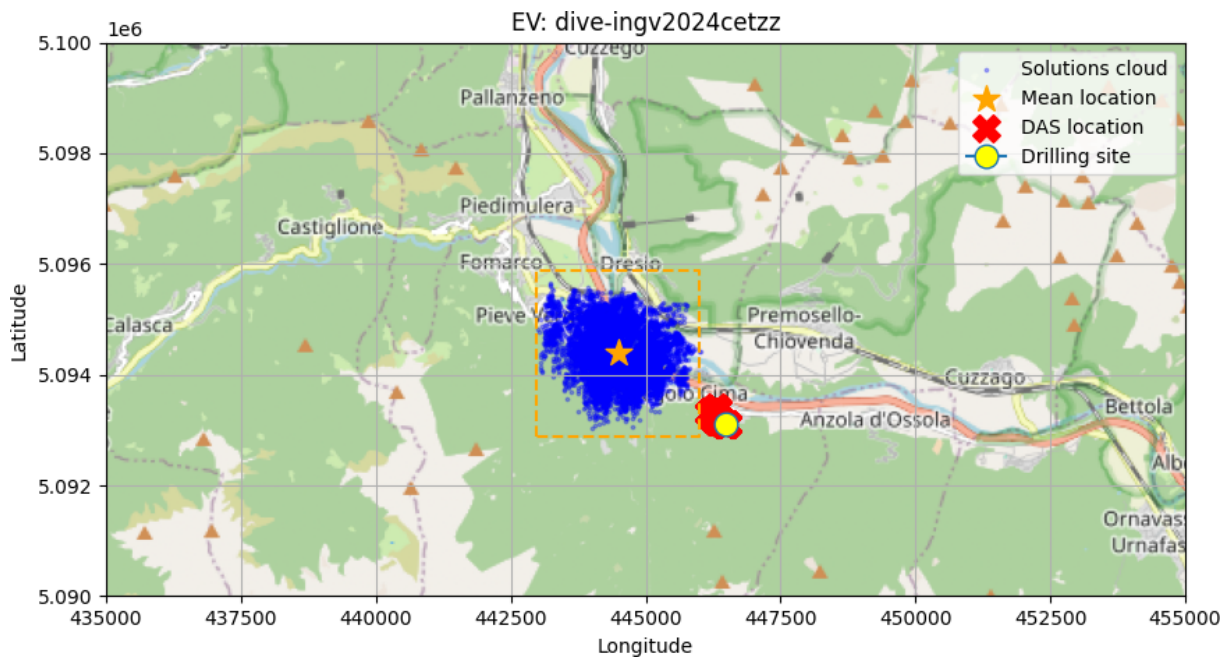 EV: dive-ingv2024cetzz
1e6
5.100
5.098
5.096
5.094
5.092
5.090
Latitude
435000
437500
440000
442500
445000
447500
450000
452500
455000
Longitude
Solutions cloud
Mean location
DAS location
Drilling site
Cuzzego
Pallanzeno
Piedimulera
Castiglione
Fomarco
Dresio
Pieve V
Calasca
Premosello-
Chiovenda
olo Cima
Cuzzago
Anzola d'Ossola
Bettola
Albo
Ornavass
Urnafas